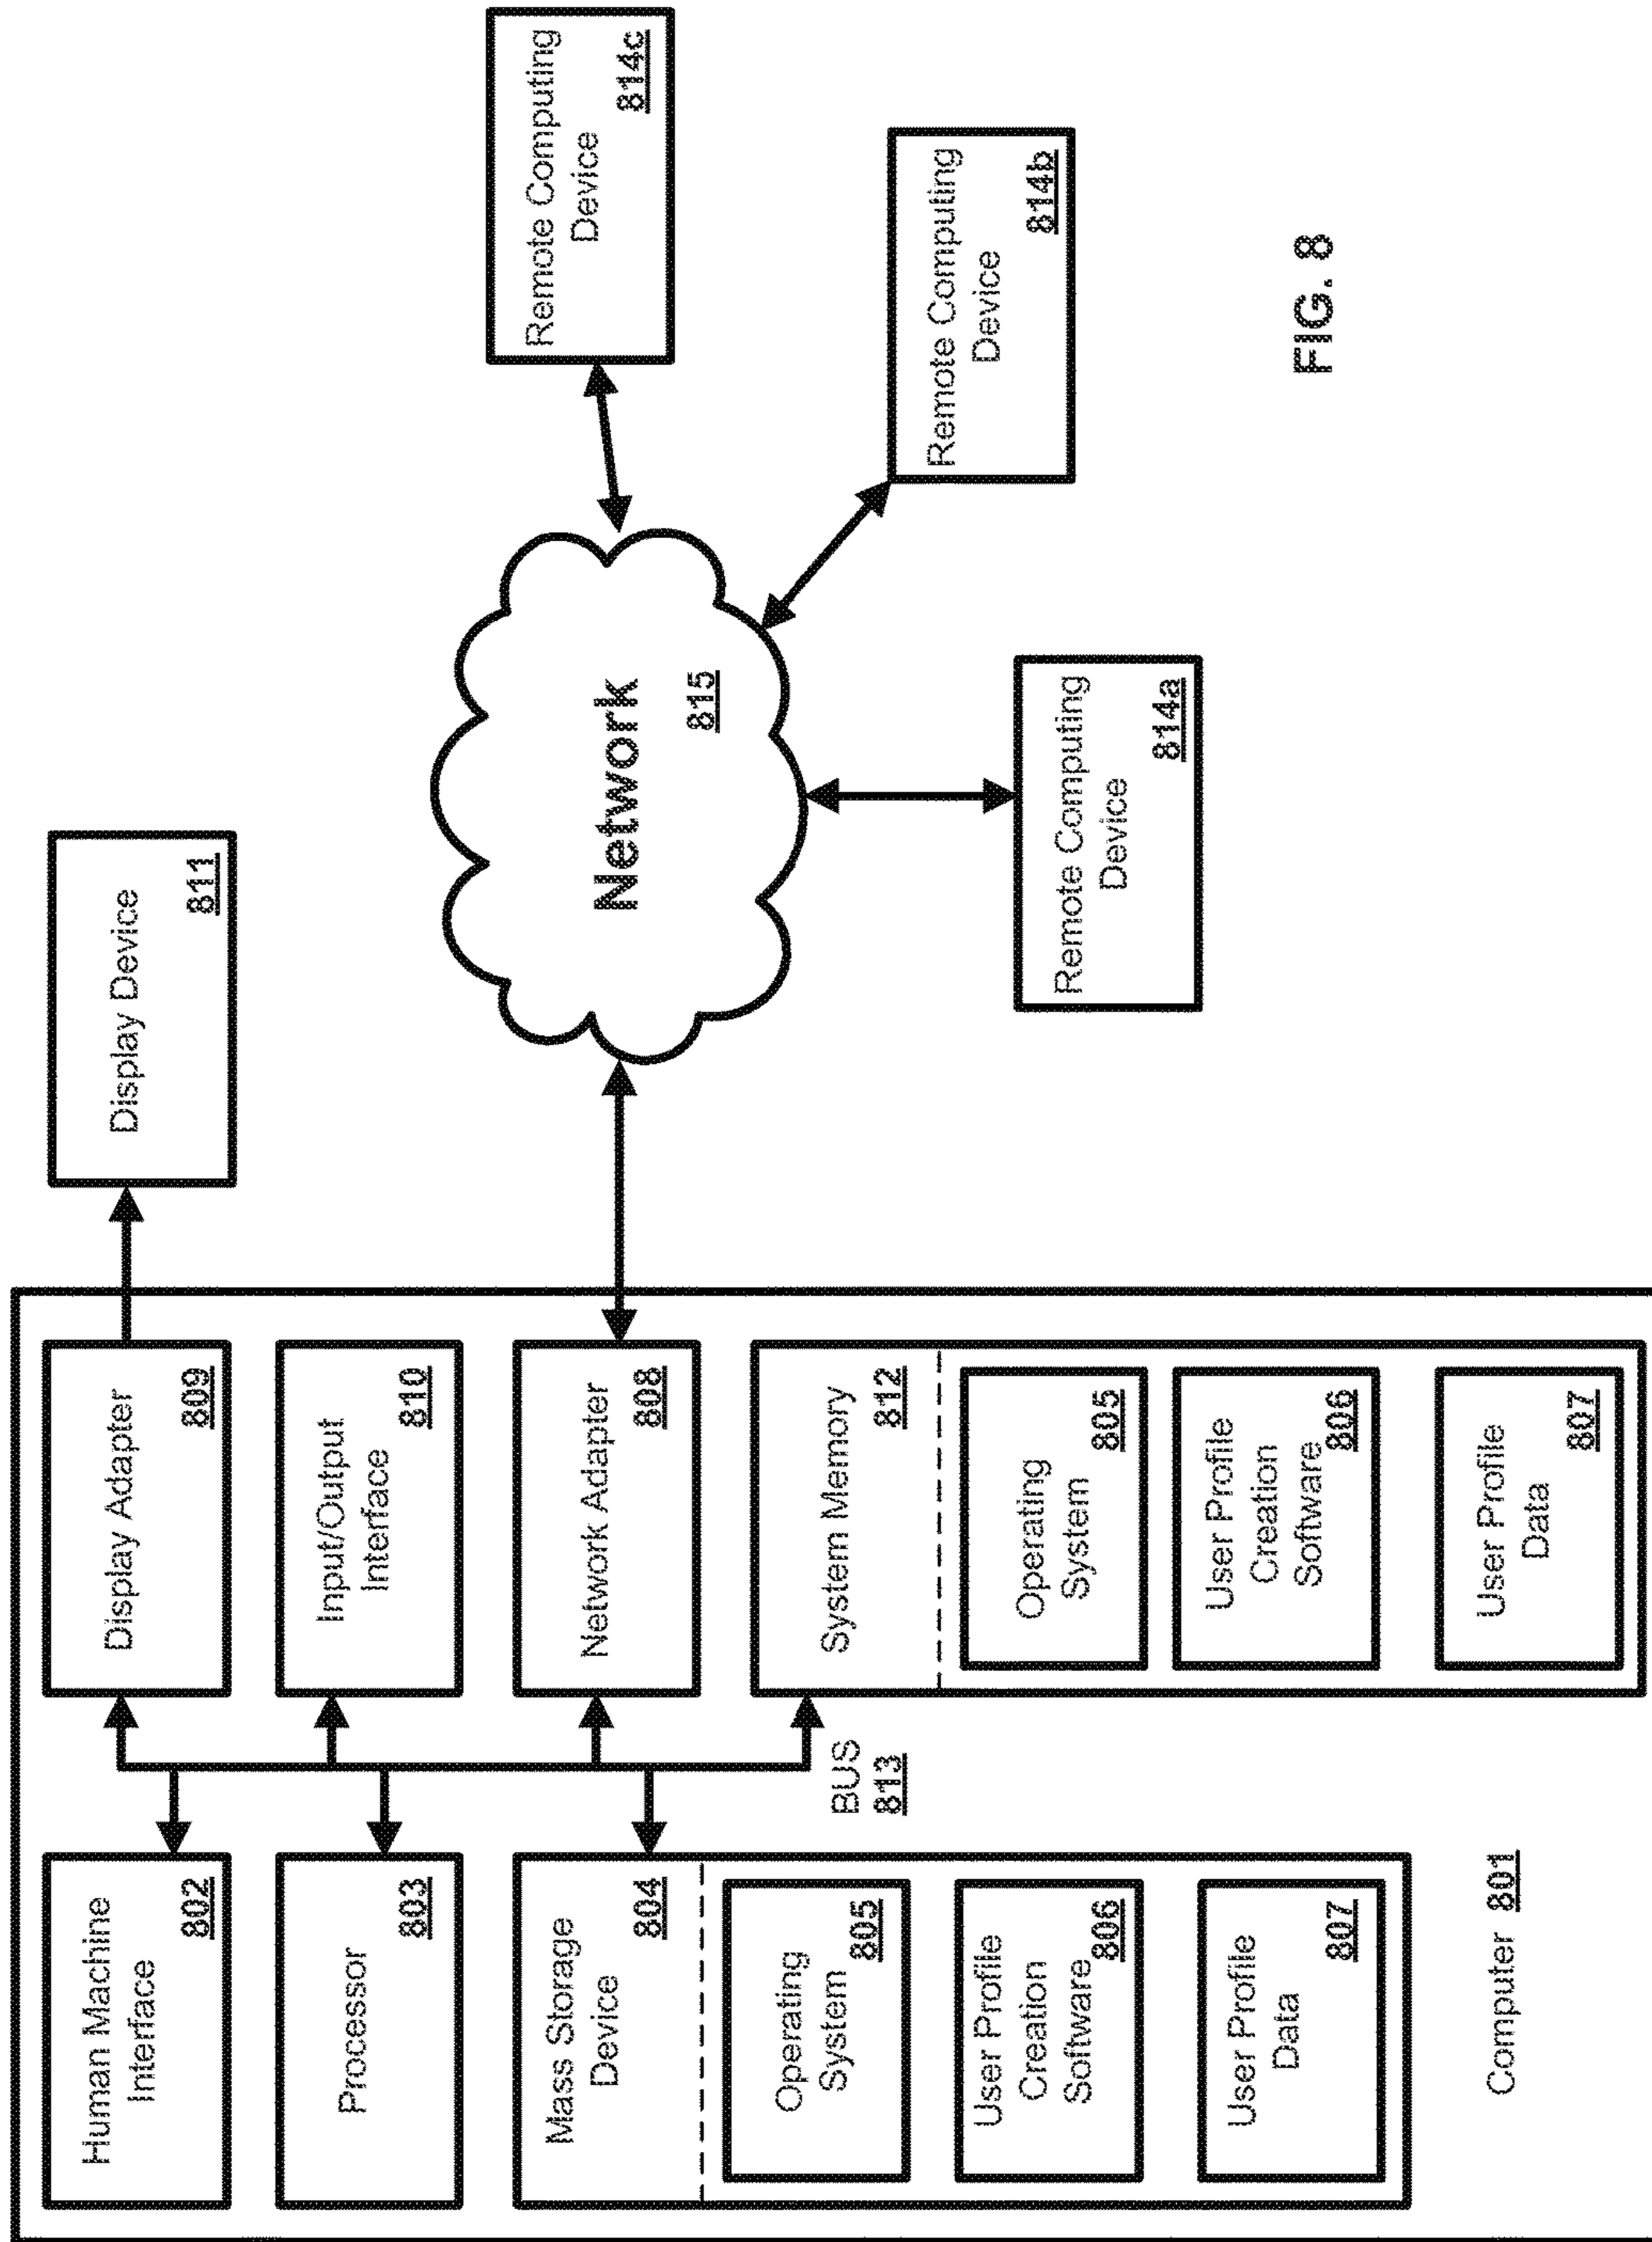 Human Machine
Interface
802
Processor
803
Mass Storage
Device
804
Operating
System
805
User Profile
Creation
Software
806
User Profile
Data
807
Computer 801
BUS
813
Display Adapter
809
Input/Output
Interface
810
Network Adapter
808
System Memory
812
Operating
System
805
User Profile
Creation
Software
806
User Profile
Data
807
Display Device
811
Network
815
Remote Computing
Device
814a
Remote Computing
Device
814b
Remote Computing
Device
814c
FIG. 8